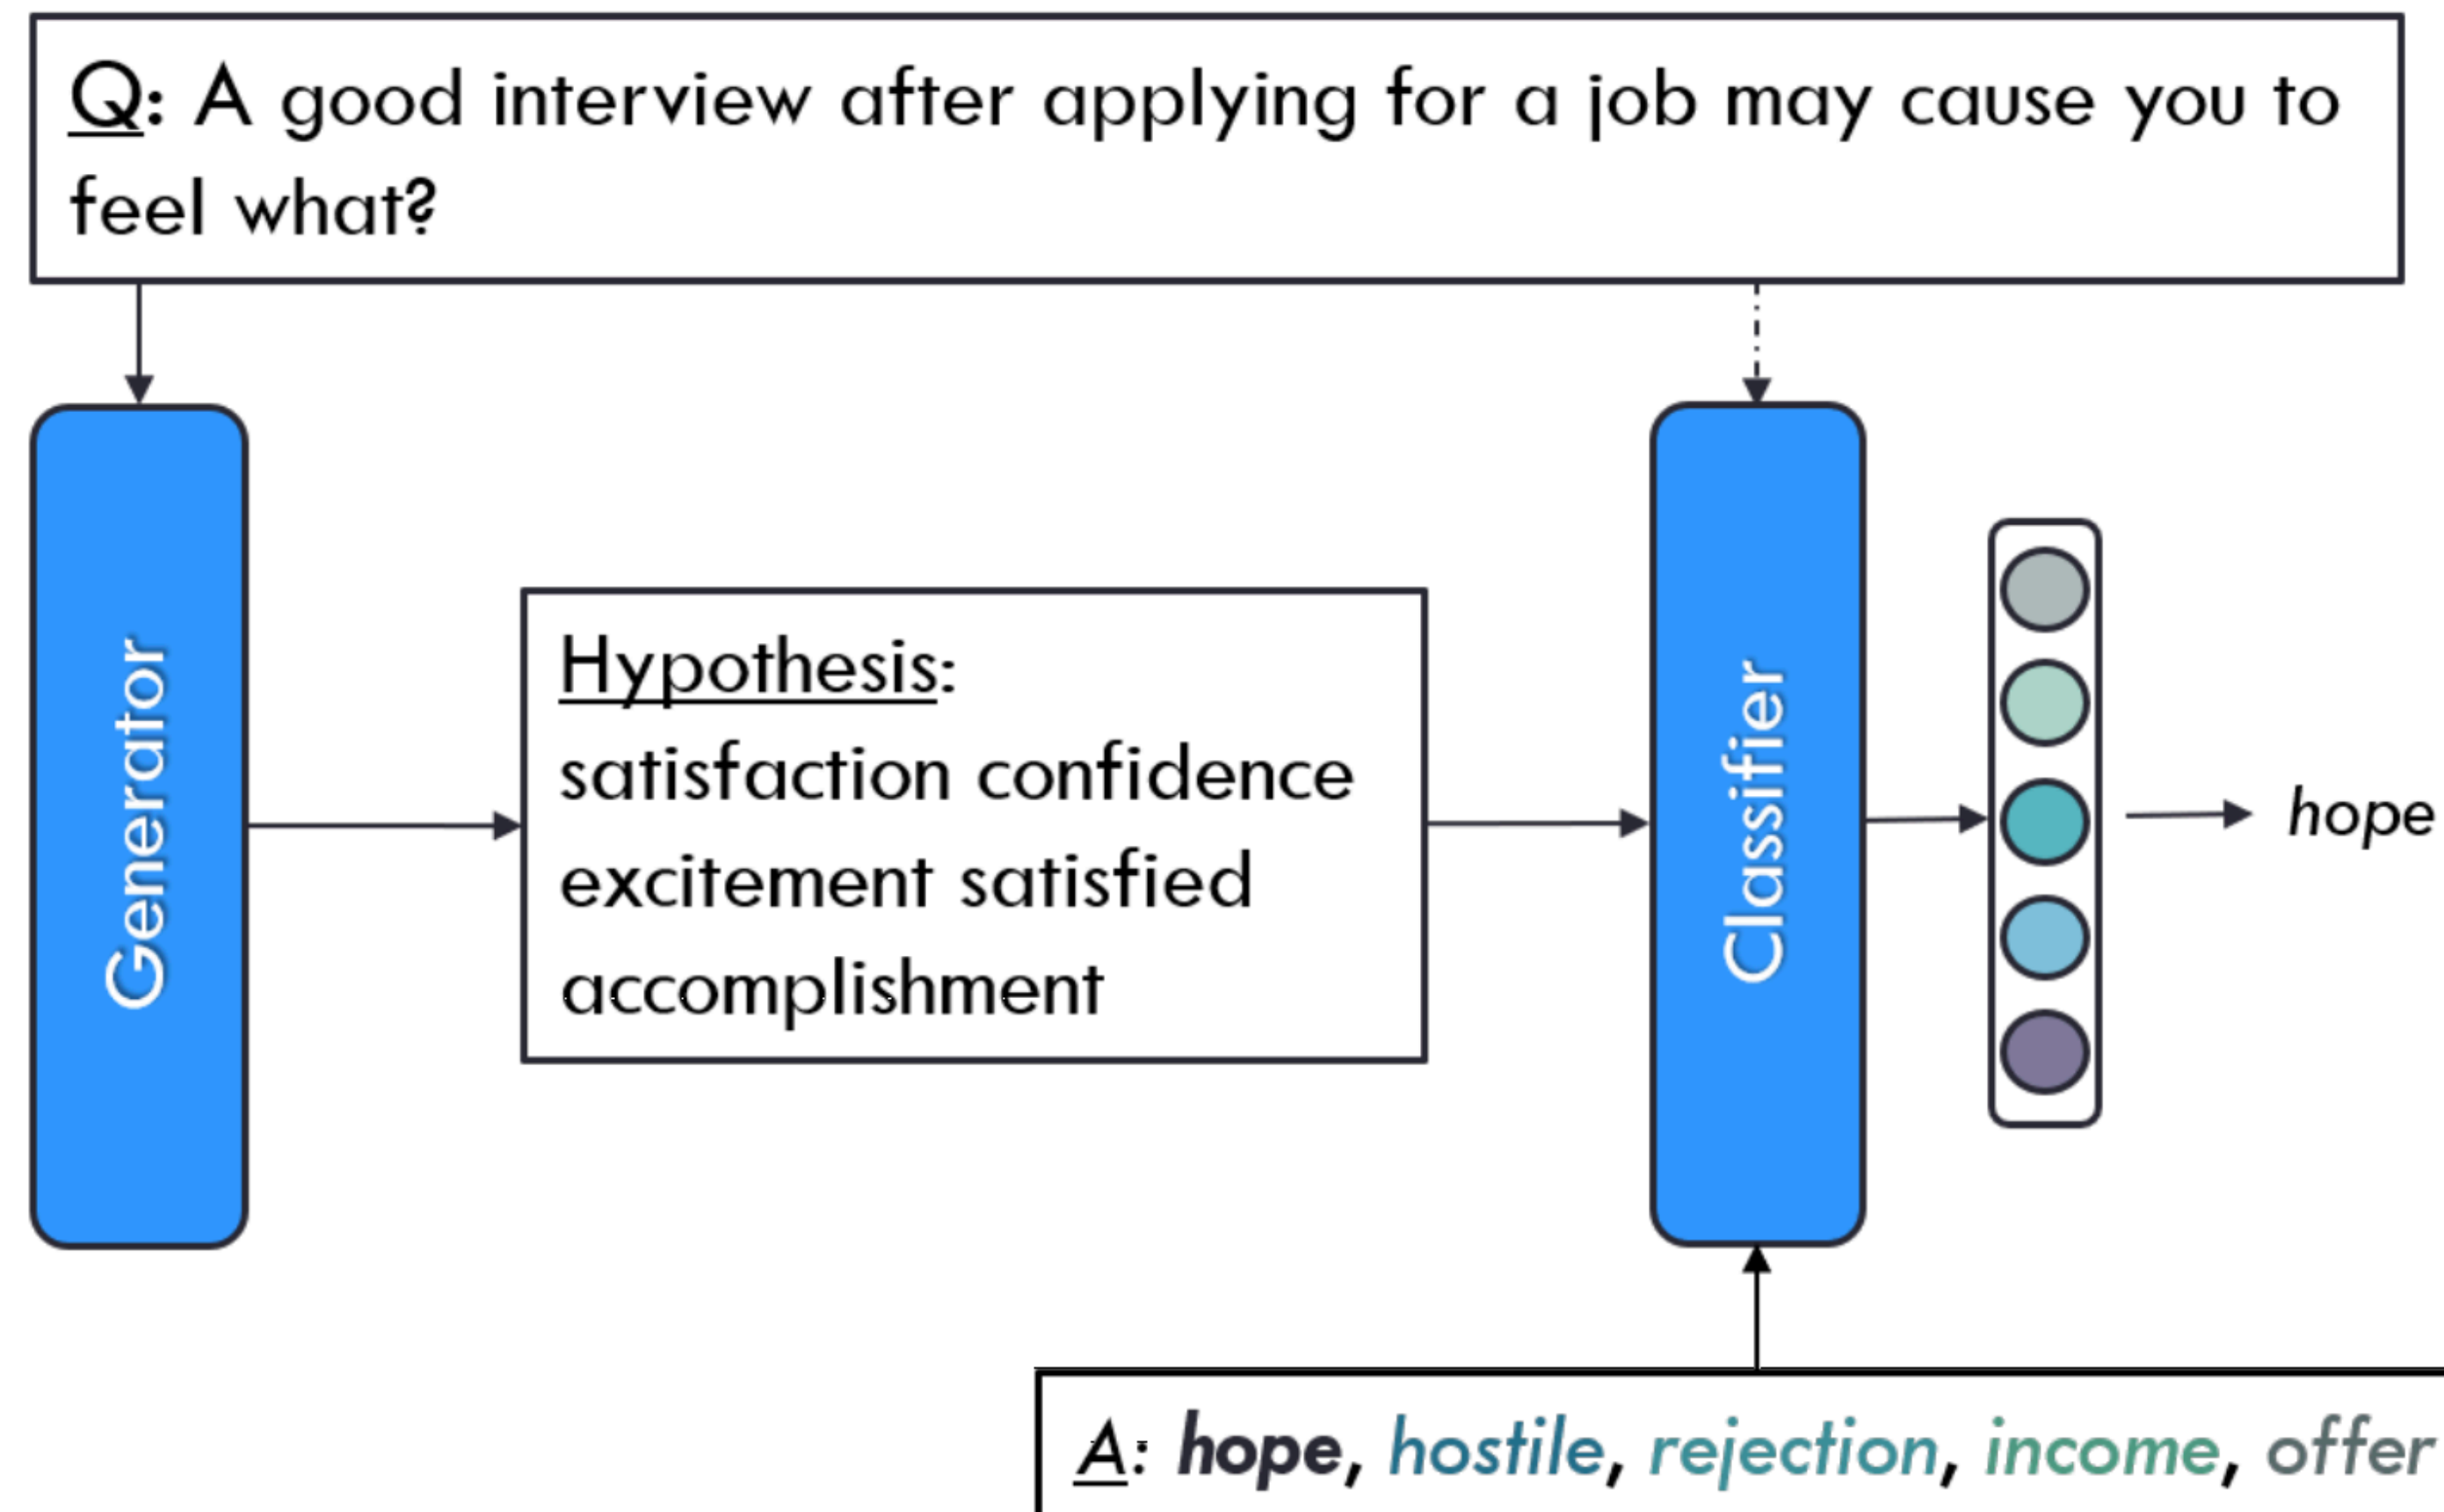 Q: A good interview after applying for a job may cause you to
feel what?
Generator
Hypothesis:
satisfaction confidence
excitement satisfied
accomplishment
Classifier
hope
A: hope, hostile, rejection, income, offer